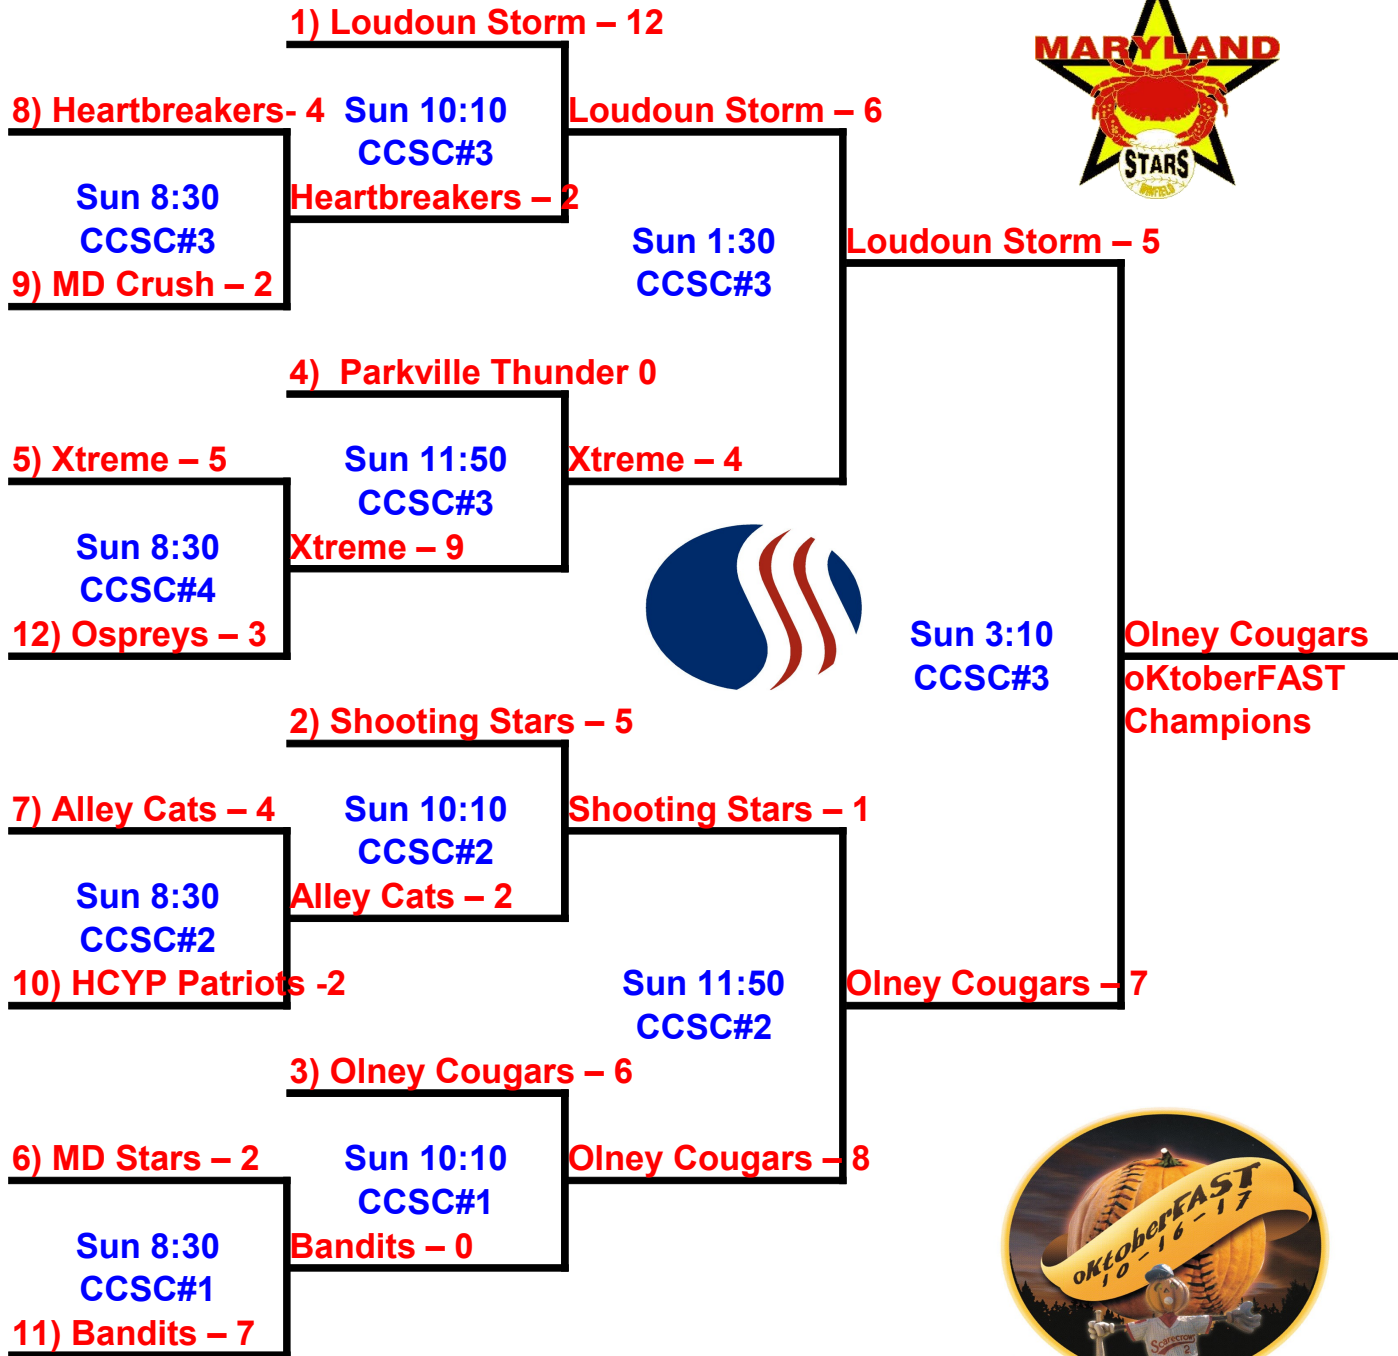 1) Loudoun Storm – 12
MARYLAND
STARS
WINFIELD
8) Heartbreakers- 4
Sun 10:10
CCSC#3
Loudoun Storm – 6
Sun 8:30
CCSC#3
Heartbreakers – 2
9) MD Crush – 2
Sun 1:30
CCSC#3
Loudoun Storm – 5
4)  Parkville Thunder 0
5) Xtreme – 5
Sun 11:50
CCSC#3
Xtreme – 4
Sun 8:30
CCSC#4
Xtreme – 9
12) Ospreys – 3
Sun 3:10
CCSC#3
Olney Cougars
oKtoberFAST
Champions
2) Shooting Stars – 5
7) Alley Cats – 4
Sun 10:10
CCSC#2
Shooting Stars – 1
Sun 8:30
CCSC#2
Alley Cats – 2
10) HCYP Patriots -2
Sun 11:50
CCSC#2
Olney Cougars – 7
3) Olney Cougars – 6
6) MD Stars – 2
Sun 10:10
CCSC#1
Olney Cougars – 8
Sun 8:30
CCSC#1
Bandits – 0
11) Bandits – 7
oKtoberFAST
10-16-17
Scarecrows
2